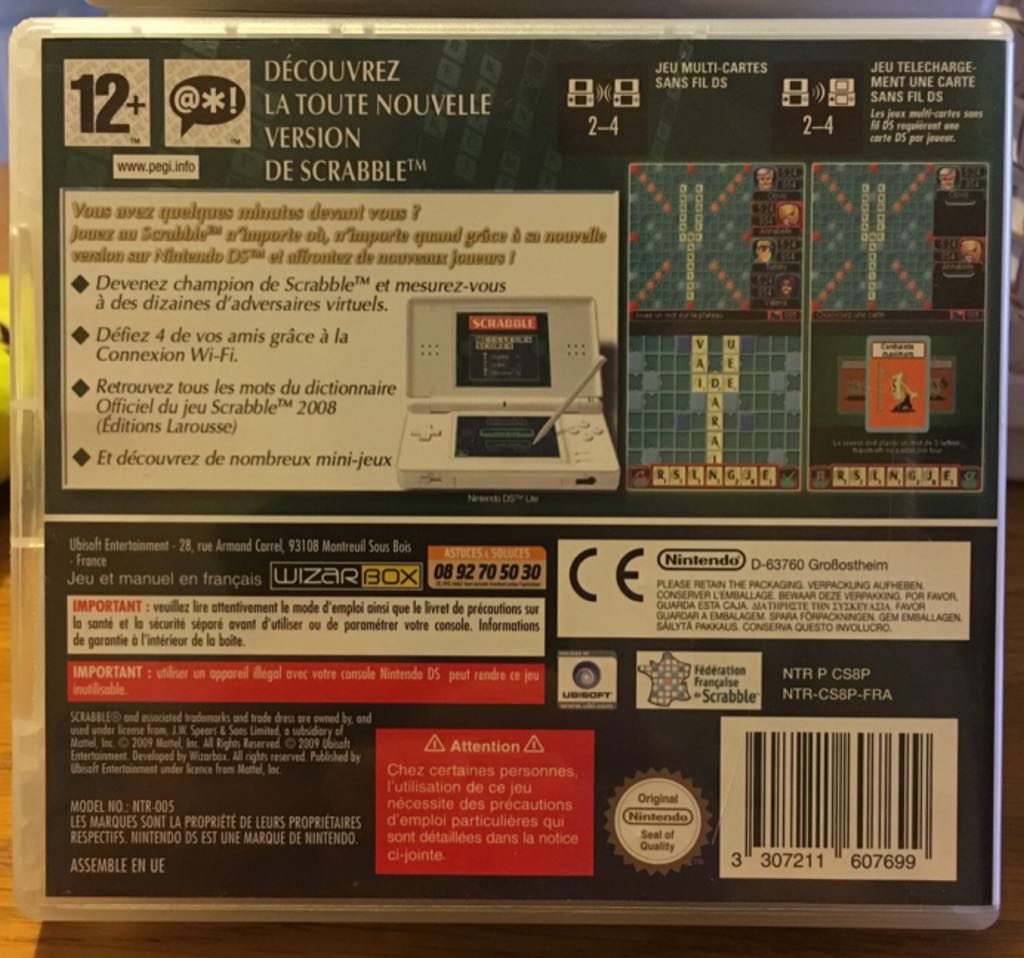 12+
@*!
www.pegi.info
DÉCOUVREZ
LA TOUTE NOUVELLE
VERSION
DE SCRABBLE™
JEU MULTI-CARTES
SANS FIL DS
2–4
JEU TELECHARGE-
MENT UNE CARTE
SANS FIL DS
2–4
Les jeux multi-cartes sans
fil DS requièrent une
carte DS par joueur.
Vous avez quelques minutes devant vous ?
Jouez au Scrabble™ n'importe où, n'importe quand grâce à sa nouvelle
version sur Nintendo DS™ et affrontez de nouveaux joueurs !
◆ Devenez champion de Scrabble™ et mesurez-vous
à des dizaines d'adversaires virtuels.
◆ Défiez 4 de vos amis grâce à la
Connexion Wi-Fi.
◆ Retrouvez tous les mots du dictionnaire
Officiel du jeu Scrabble™ 2008
(Éditions Larousse)
◆ Et découvrez de nombreux mini-jeux
SCRABBLE
Nintendo DS™ Lite
Jouez un mot sur le plateau
Choisissez une carte
Contrainte
maximum
R S L N G J E
R S L N G J E
Ubisoft Entertainment - 28, rue Armand Carrel, 93108 Montreuil Sous Bois
- France
Jeu et manuel en français
WIZARBOX
ASTUCES & SOLUCES
08 92 70 50 30
IMPORTANT : veuillez lire attentivement le mode d'emploi ainsi que le livret de précautions sur
la santé et la sécurité séparé avant d'utiliser ou de paramétrer votre console. Informations
de garantie à l'intérieur de la boîte.
IMPORTANT : utiliser un appareil illégal avec votre console Nintendo DS peut rendre ce jeu
inutilisable.
CE
Nintendo D-63760 Großostheim
PLEASE RETAIN THE PACKAGING. VERPACKUNG AUFHEBEN.
CONSERVER L'EMBALLAGE. BEWAAR DEZE VERPAKKING. POR FAVOR,
GUARDA ESTA CAJA. ΔΙΑΤΗΡΗΣΤΕ ΤΗΝ ΣΥΣΚΕΥΑΣΙΑ. FAVOR
GUARDAR A EMBALAGEM. SPARA FÖRPACKNINGEN. GEM EMBALLAGEN.
SÄILYTÄ PAKKAUS. CONSERVA QUESTO INVOLUCRO.
UBISOFT
www.ubi.com
Fédération
Française
de Scrabble
NTR P CS8P
NTR-CS8P-FRA
SCRABBLE® and associated trademarks and trade dress are owned by, and
used under license from, J.W. Spears & Sons Limited, a subsidiary of
Mattel, Inc. © 2009 Mattel, Inc. All Rights Reserved. © 2009 Ubisoft
Entertainment. Developed by Wizarbox. All rights reserved. Published by
Ubisoft Entertainment under licence from Mattel, Inc.
MODEL NO.: NTR-005
LES MARQUES SONT LA PROPRIÉTÉ DE LEURS PROPRIÉTAIRES
RESPECTIFS. NINTENDO DS EST UNE MARQUE DE NINTENDO.
ASSEMBLE EN UE
⚠ Attention ⚠
Chez certaines personnes,
l'utilisation de ce jeu
nécessite des précautions
d'emploi particulières qui
sont détaillées dans la notice
ci-jointe.
Original
Nintendo
Seal of
Quality
3 307211 607699